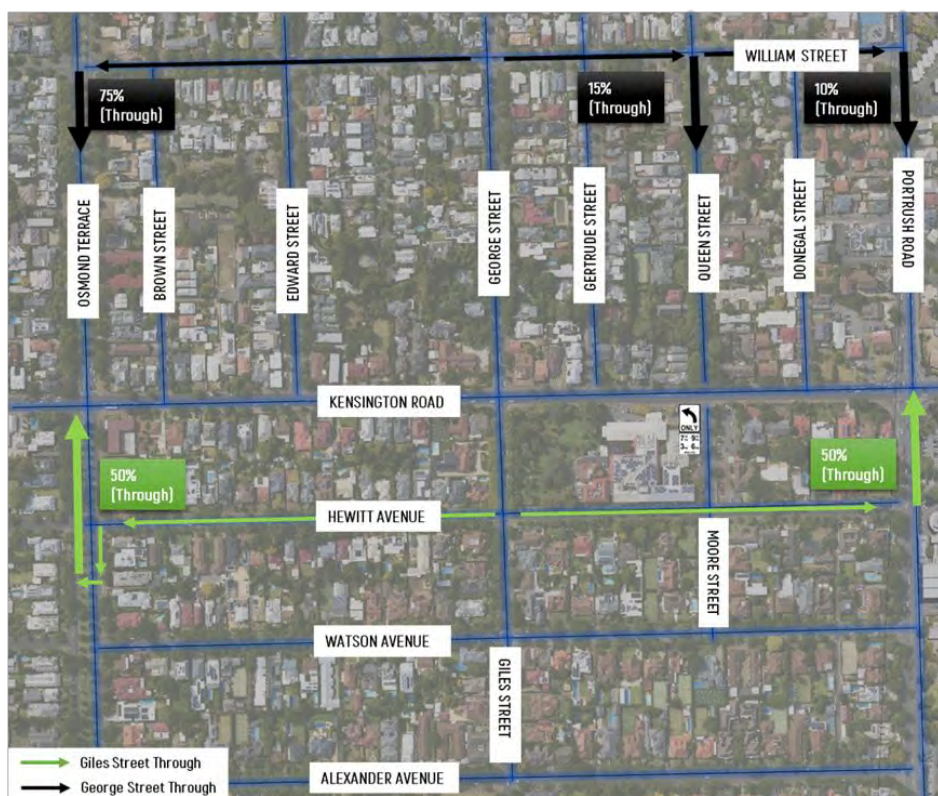 WILLIAM STREET
75%
(Through)
15%
(Through)
10%
(Through)
OSMOND TERRACE
BROWN STREET
EDWARD STREET
GEORGE STREET
GERTRUDE STREET
QUEEN STREET
DONEGAL STREET
PORTRUSH ROAD
KENSINGTON ROAD
ONLY
50%
(Through)
50%
(Through)
HEWITT AVENUE
MOORE STREET
WATSON AVENUE
GILES STREET
Giles Street Through
George Street Through
ALEXANDER AVENUE